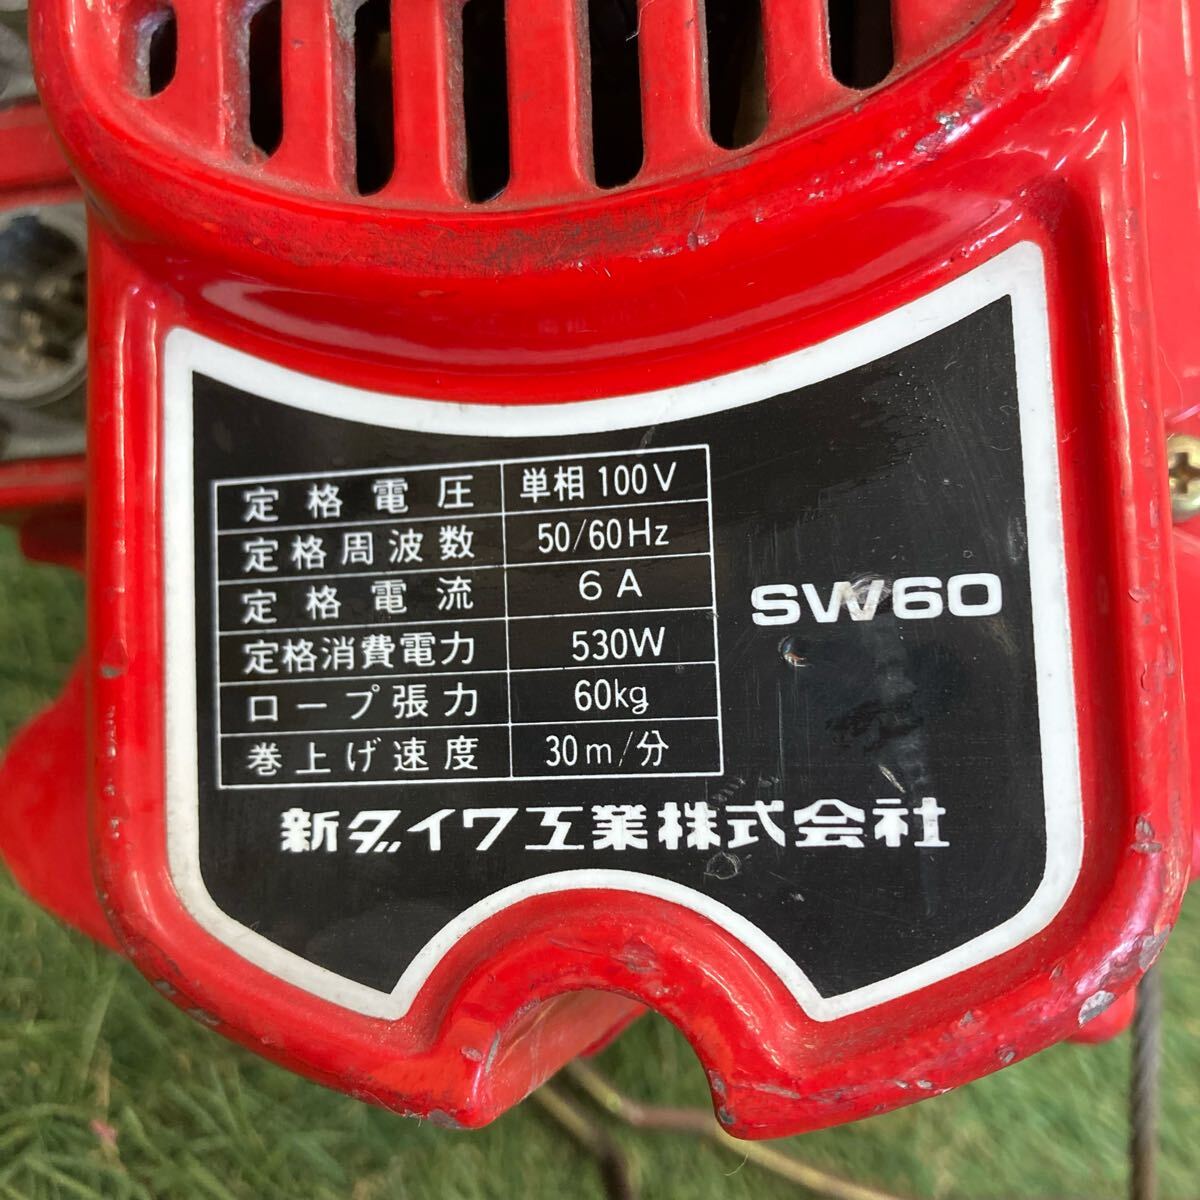 定格電圧 単相100V
定格周波数 50/60Hz
定格電流 6A
定格消費電力 530W
ロープ張力 60kg
巻上げ速度 30m/分
SW60
新ダイワ工業株式会社